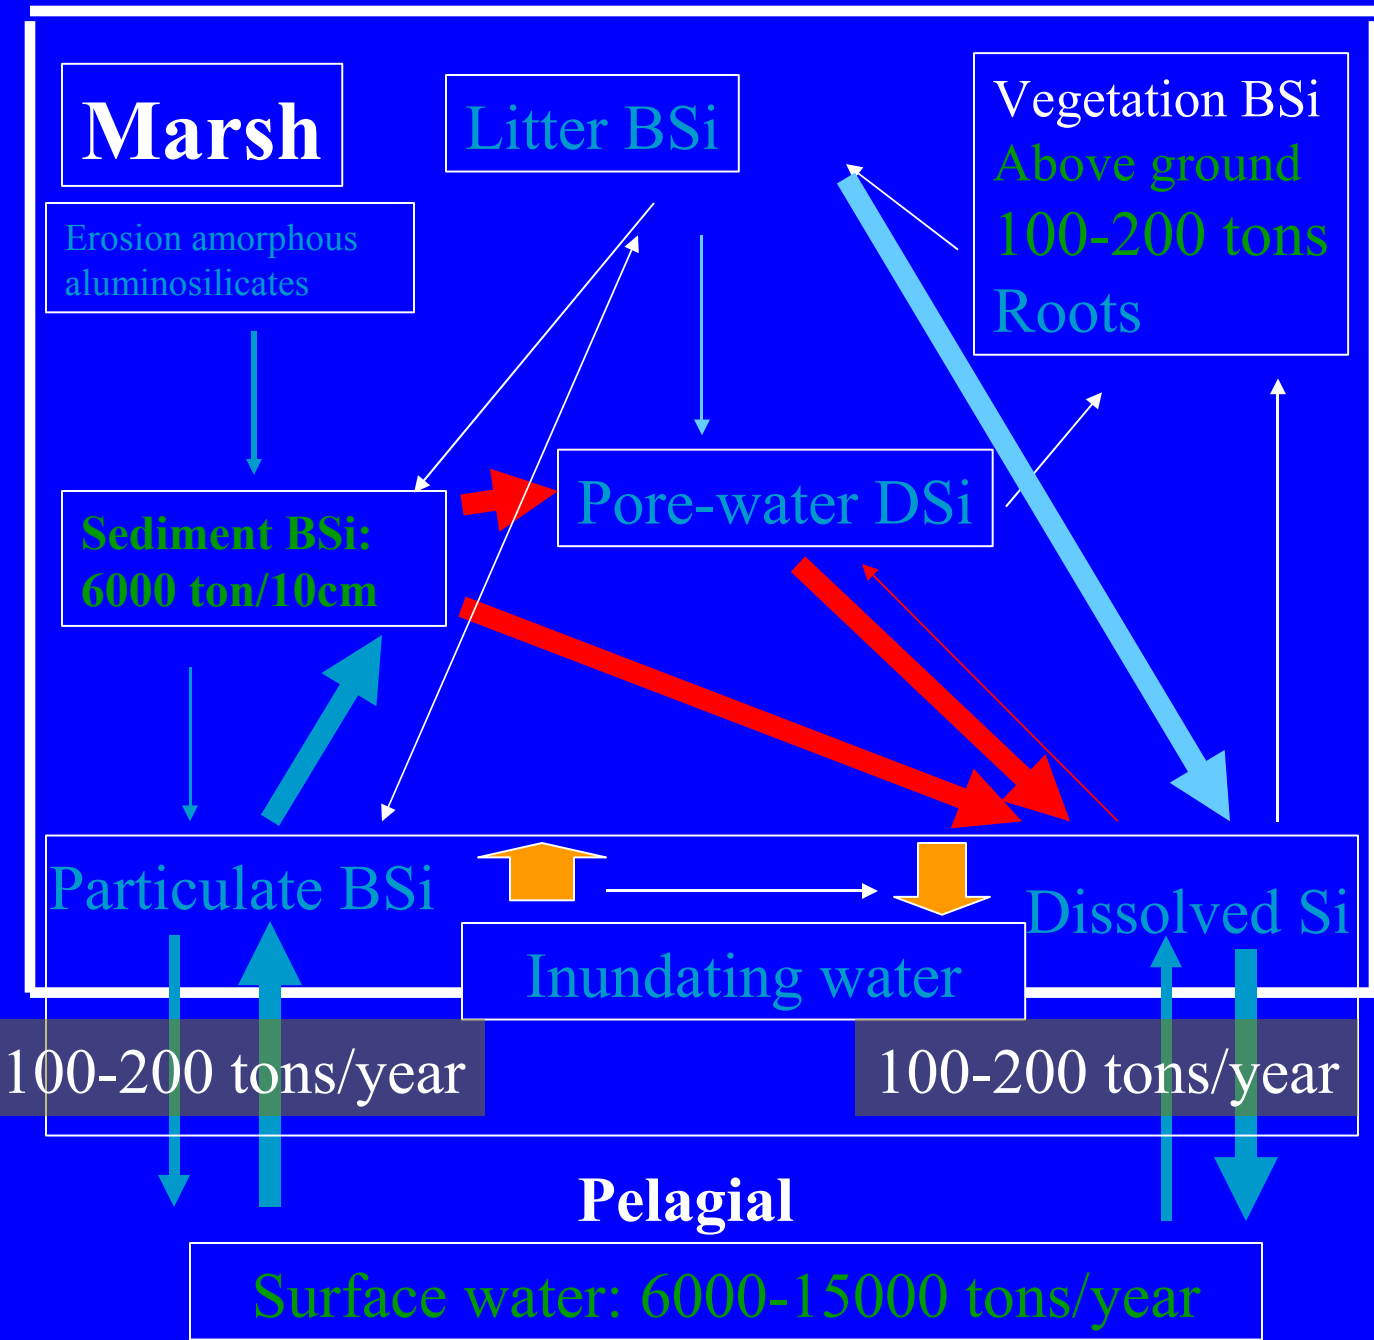 Marsh
Litter BSi
Vegetation BSi
Above ground
100-200 tons
Roots
Erosion amorphous
aluminosilicates
Sediment BSi:
6000 ton/10cm
Pore-water DSi
Particulate BSi
Dissolved Si
Inundating water
100-200 tons/year
100-200 tons/year
Pelagial
Surface water: 6000-15000 tons/year